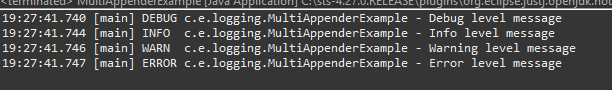 <terminated> MultiAppenderExample [Java Application] C:\sts-4.27.0.RELEASE\plugins\org.eclipse.justj.openjdk.hot
19:27:41.740 [main] DEBUG c.e.logging.MultiAppenderExample - Debug level message
19:27:41.744 [main] INFO  c.e.logging.MultiAppenderExample - Info level message
19:27:41.746 [main] WARN  c.e.logging.MultiAppenderExample - Warning level message
19:27:41.747 [main] ERROR c.e.logging.MultiAppenderExample - Error level message